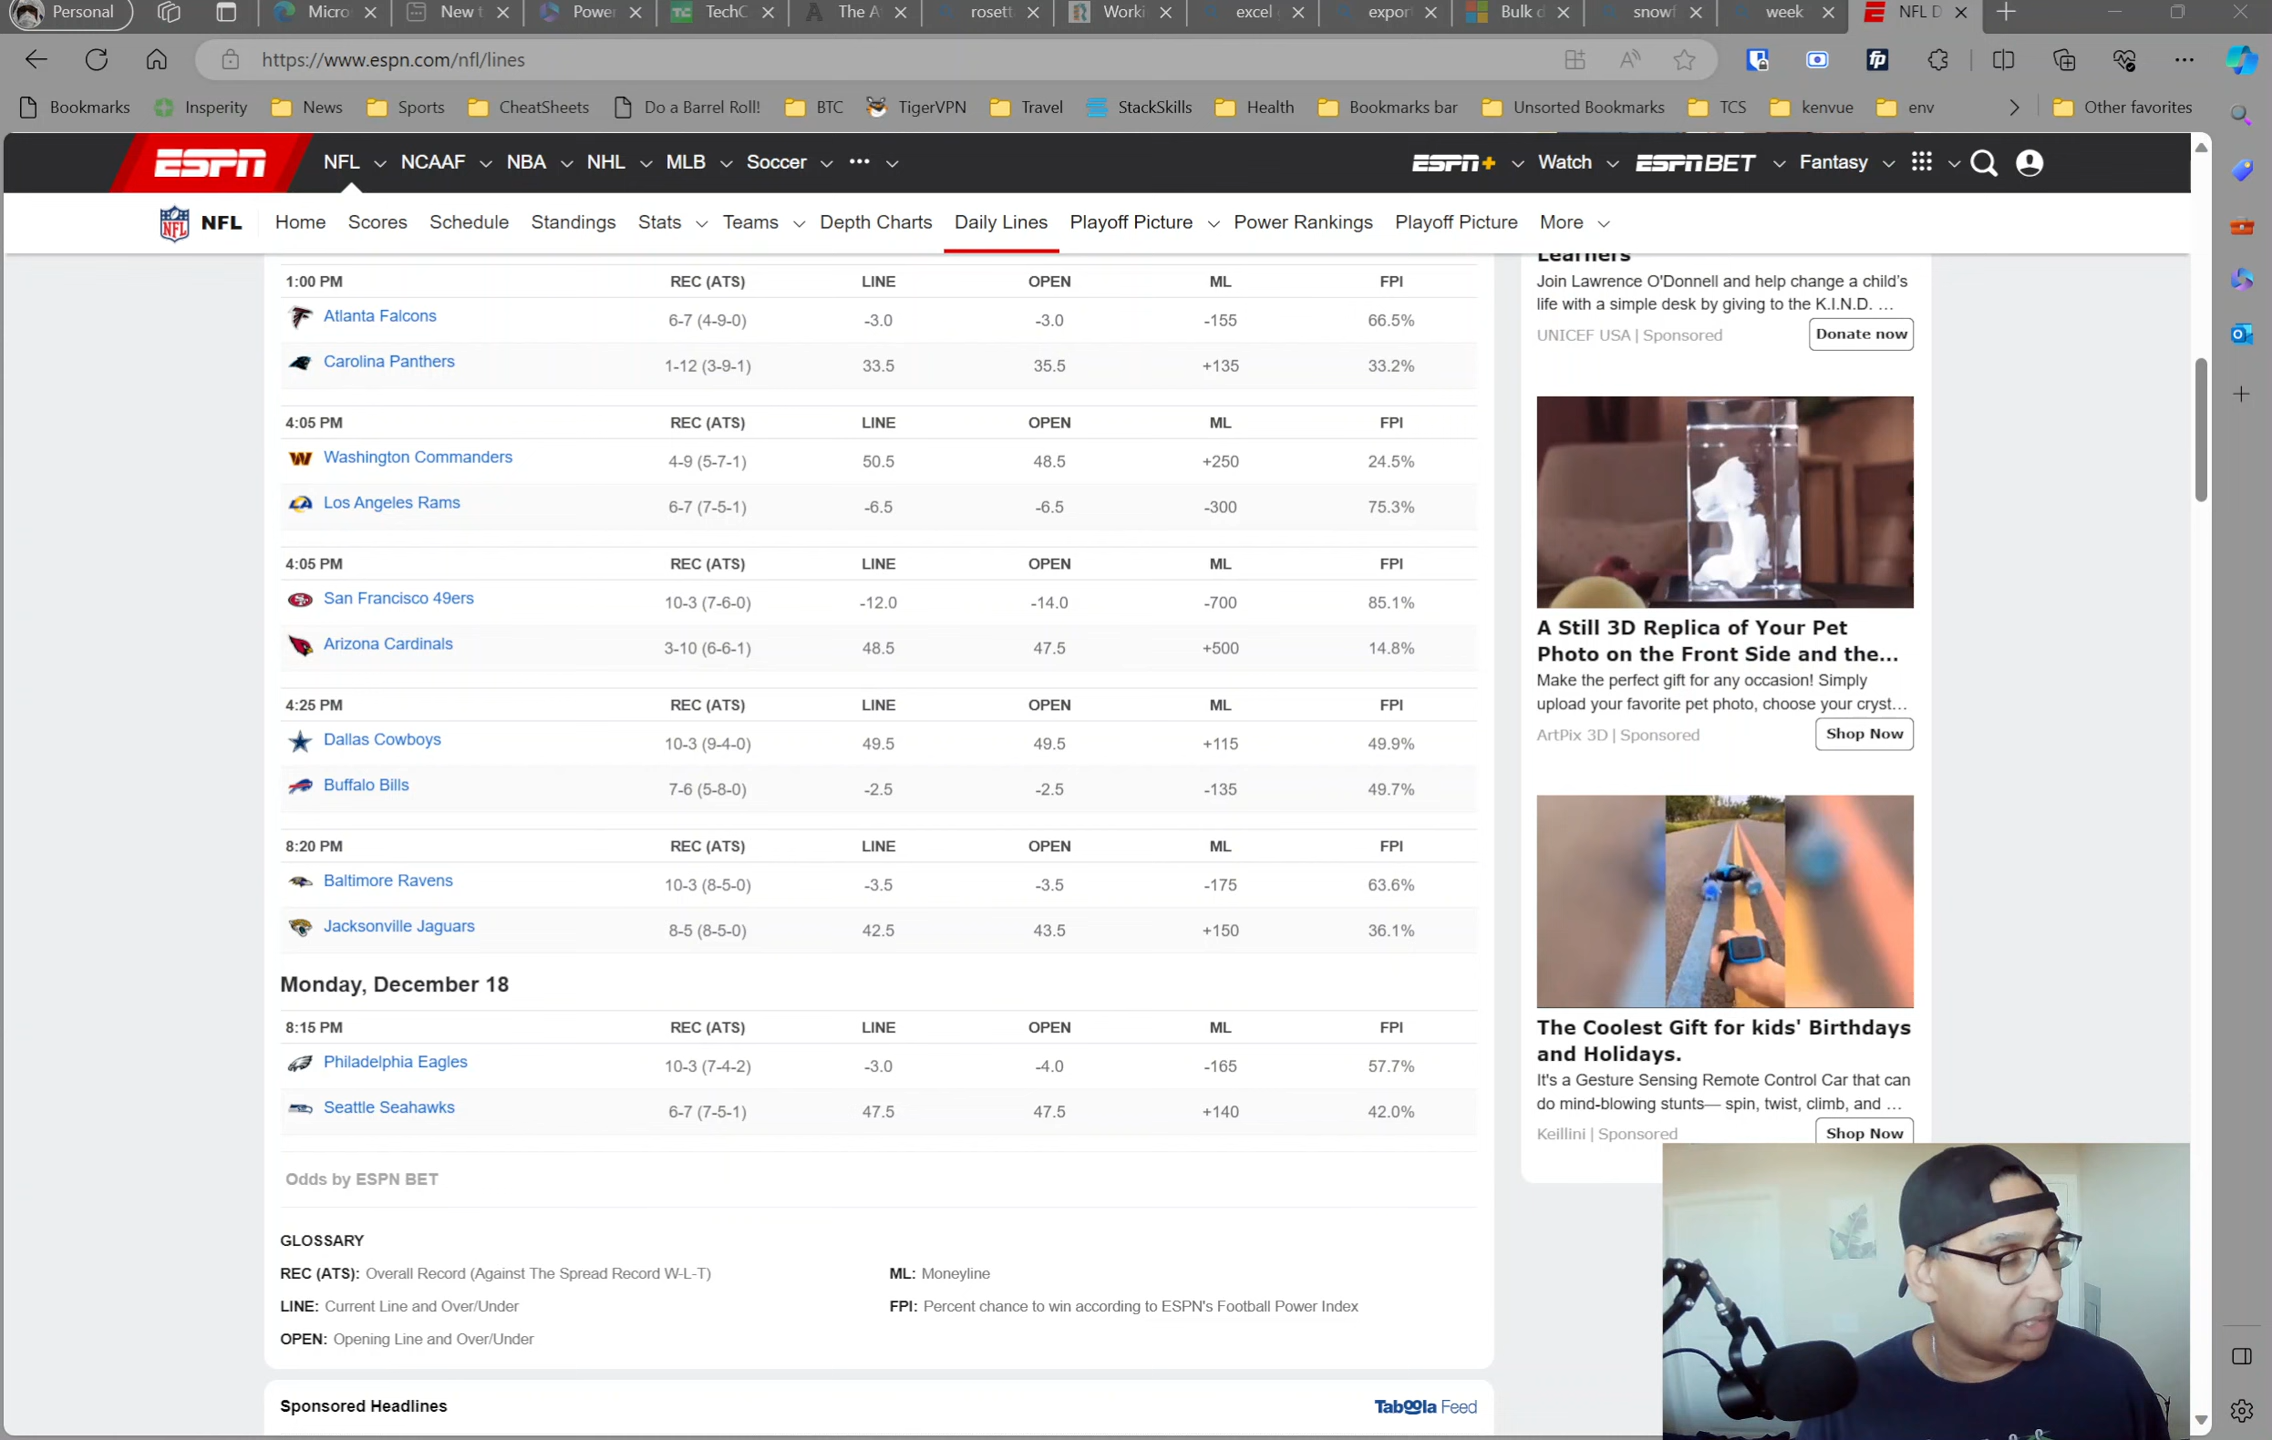 Personal
Micro
New t
Power
TechC
The A
rosett
Worki
excel
expor
Bulk d
snowf
week
NFL D
https://www.espn.com/nfl/lines
Bookmarks
Insperity
News
Sports
CheatSheets
Do a Barrel Roll!
BTC
TigerVPN
Travel
StackSkills
Health
Bookmarks bar
Unsorted Bookmarks
TCS
kenvue
env
Other favorites
ESPN
NFL NCAAF NBA NHL MLB Soccer
ESPN+ Watch ESPN BET Fantasy
NFL Home Scores Schedule Standings Stats Teams Depth Charts Daily Lines Playoff Picture Power Rankings Playoff Picture More
1:00 PM REC (ATS) LINE OPEN ML FPI
Atlanta Falcons 6-7 (4-9-0) -3.0 -3.0 -155 66.5%
Carolina Panthers 1-12 (3-9-1) 33.5 35.5 +135 33.2%
4:05 PM REC (ATS) LINE OPEN ML FPI
Washington Commanders 4-9 (5-7-1) 50.5 48.5 +250 24.5%
Los Angeles Rams 6-7 (7-5-1) -6.5 -6.5 -300 75.3%
4:05 PM REC (ATS) LINE OPEN ML FPI
San Francisco 49ers 10-3 (7-6-0) -12.0 -14.0 -700 85.1%
Arizona Cardinals 3-10 (6-6-1) 48.5 47.5 +500 14.8%
4:25 PM REC (ATS) LINE OPEN ML FPI
Dallas Cowboys 10-3 (9-4-0) 49.5 49.5 +115 49.9%
Buffalo Bills 7-6 (5-8-0) -2.5 -2.5 -135 49.7%
8:20 PM REC (ATS) LINE OPEN ML FPI
Baltimore Ravens 10-3 (8-5-0) -3.5 -3.5 -175 63.6%
Jacksonville Jaguars 8-5 (8-5-0) 42.5 43.5 +150 36.1%
Monday, December 18
8:15 PM REC (ATS) LINE OPEN ML FPI
Philadelphia Eagles 10-3 (7-4-2) -3.0 -4.0 -165 57.7%
Seattle Seahawks 6-7 (7-5-1) 47.5 47.5 +140 42.0%
Odds by ESPN BET
GLOSSARY
REC (ATS): Overall Record (Against The Spread Record W-L-T)
LINE: Current Line and Over/Under
OPEN: Opening Line and Over/Under
ML: Moneyline
FPI: Percent chance to win according to ESPN's Football Power Index
Sponsored Headlines
Taboola Feed
Learners
Join Lawrence O'Donnell and help change a child's
life with a simple desk by giving to the K.I.N.D. …
UNICEF USA | Sponsored
Donate now
A Still 3D Replica of Your Pet
Photo on the Front Side and the...
Make the perfect gift for any occasion! Simply
upload your favorite pet photo, choose your cryst…
ArtPix 3D | Sponsored
Shop Now
The Coolest Gift for kids' Birthdays
and Holidays.
It's a Gesture Sensing Remote Control Car that can
do mind-blowing stunts— spin, twist, climb, and …
Keillini | Sponsored
Shop Now